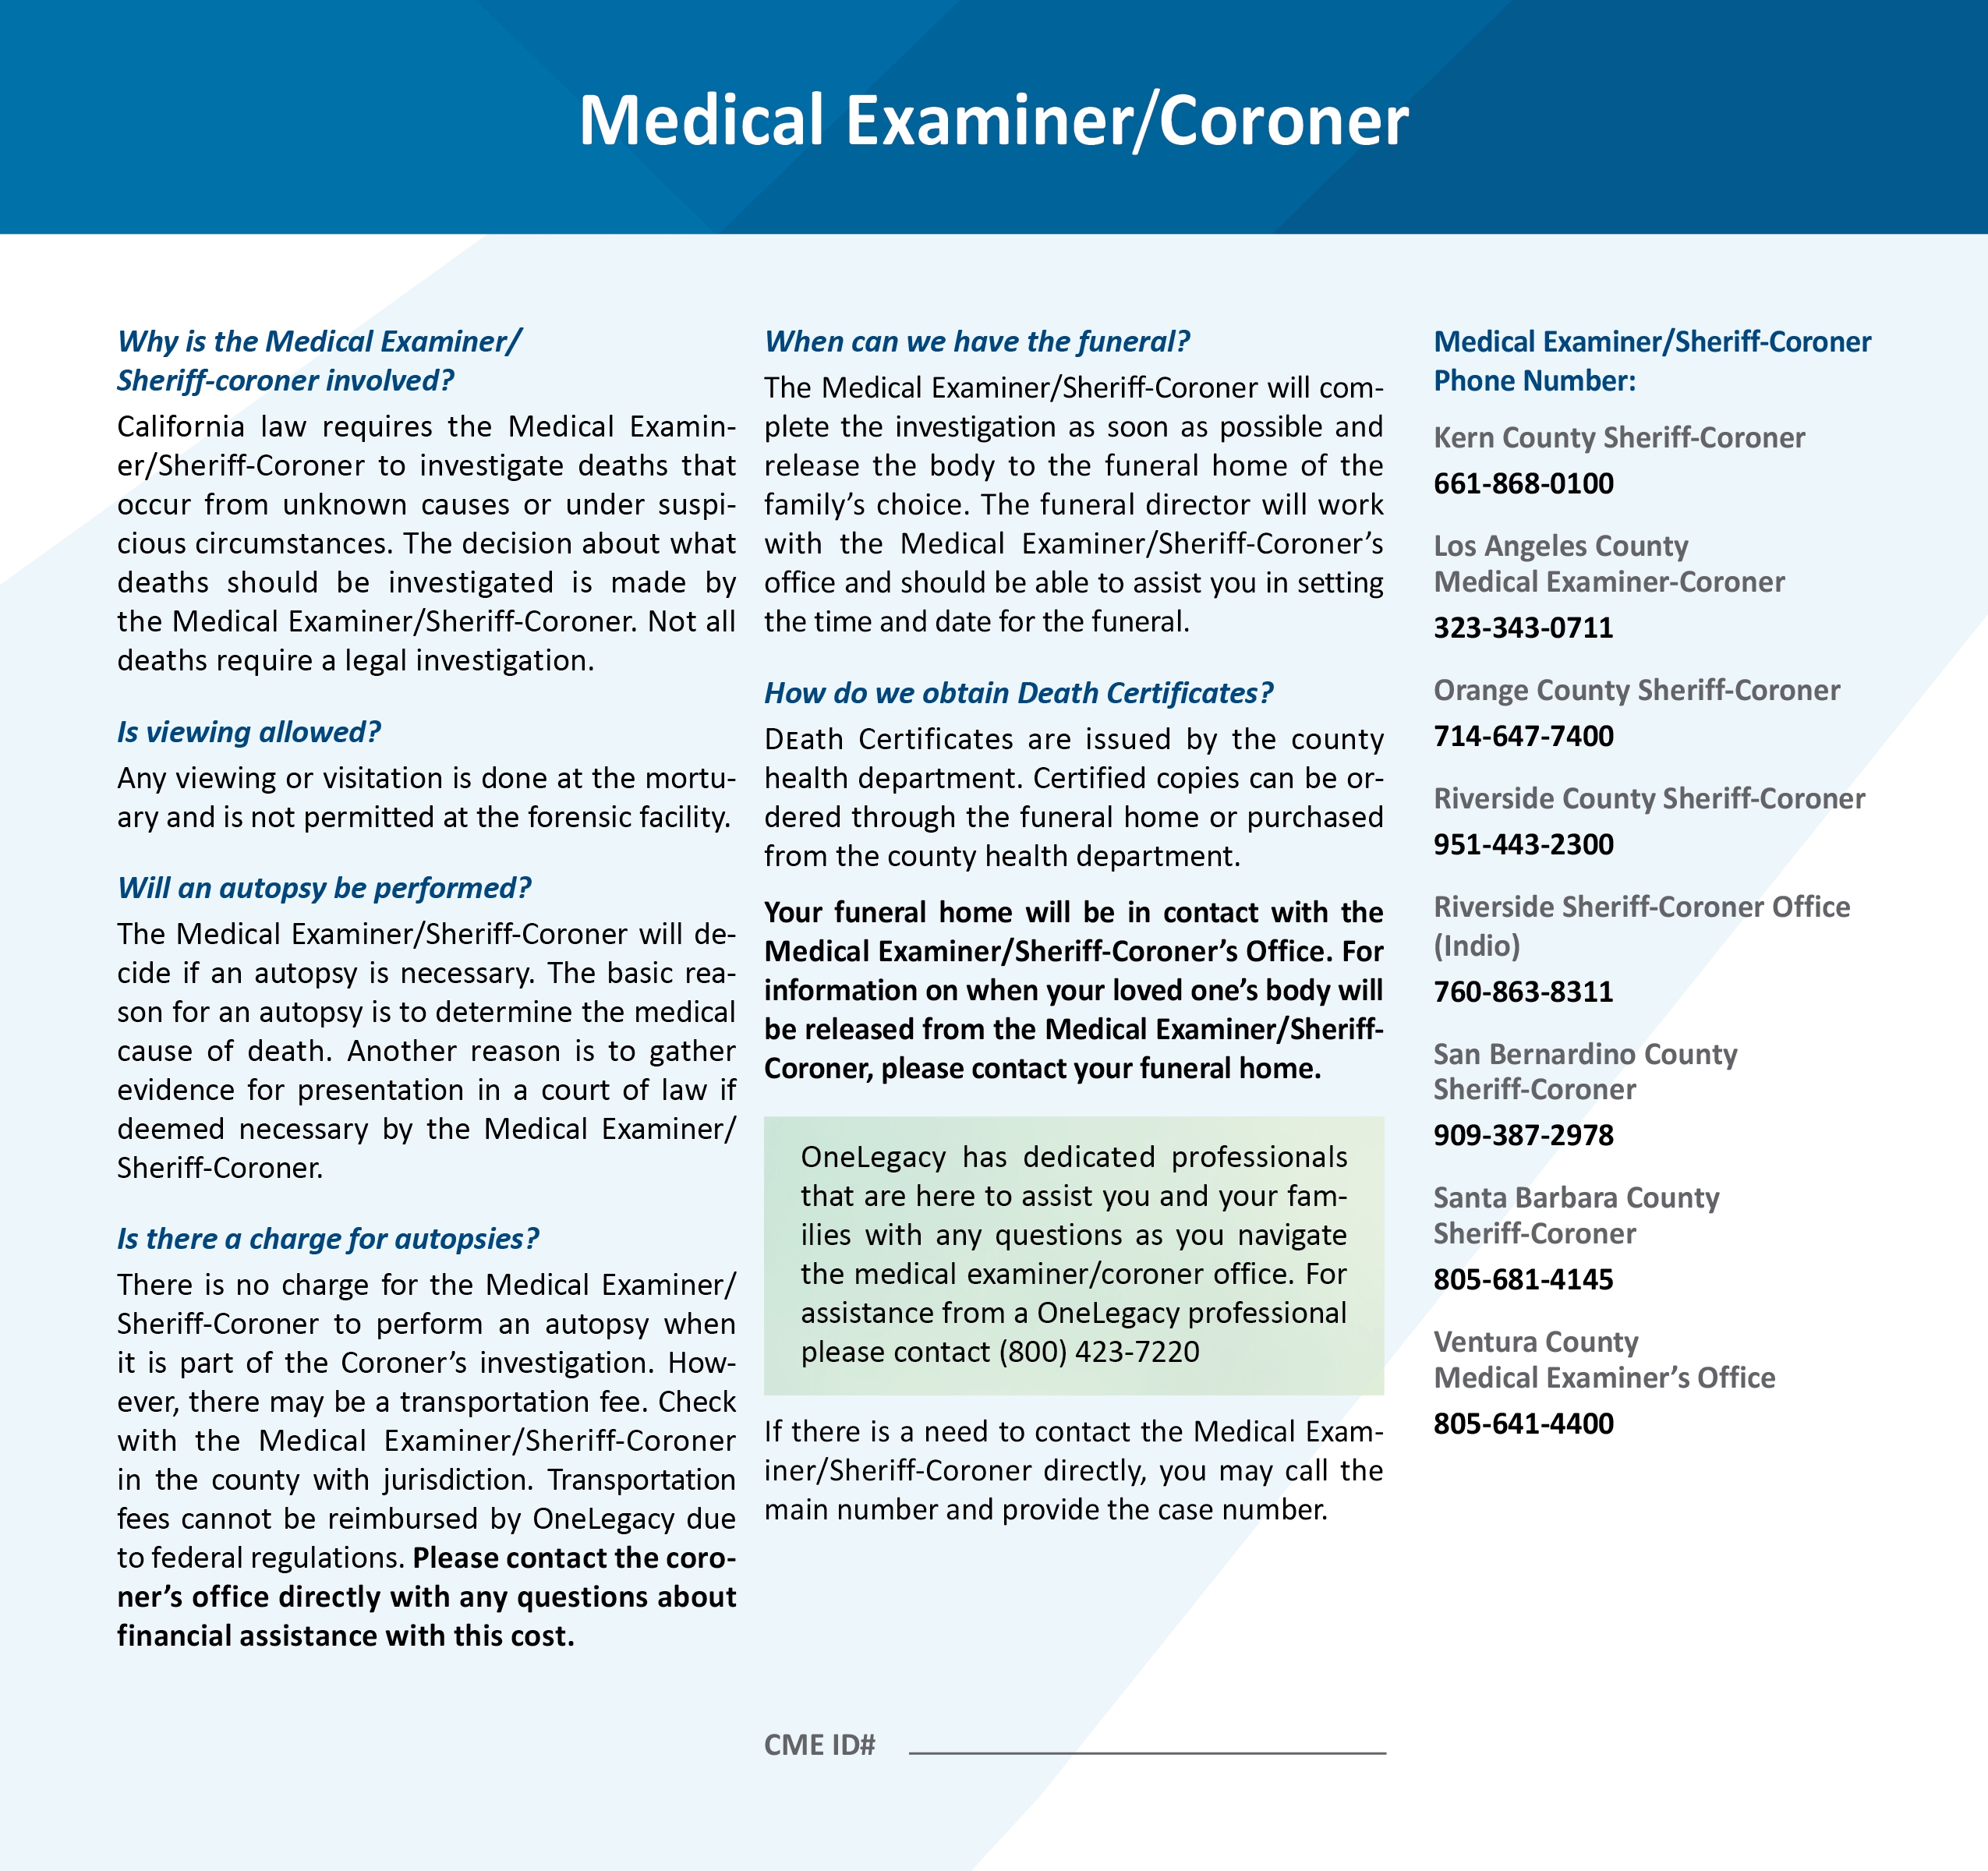 Medical Examiner/Coroner
Why is the Medical Examiner/
Sheriff-coroner involved?
California law requires the Medical Examin-
er/Sheriff-Coroner to investigate deaths that
occur from unknown causes or under suspi-
cious circumstances. The decision about what
deaths should be investigated is made by
the Medical Examiner/Sheriff-Coroner. Not all
deaths require a legal investigation.
Is viewing allowed?
Any viewing or visitation is done at the mortu-
ary and is not permitted at the forensic facility.
Will an autopsy be performed?
The Medical Examiner/Sheriff-Coroner will de-
cide if an autopsy is necessary. The basic rea-
son for an autopsy is to determine the medical
cause of death. Another reason is to gather
evidence for presentation in a court of law if
deemed necessary by the Medical Examiner/
Sheriff-Coroner.
Is there a charge for autopsies?
There is no charge for the Medical Examiner/
Sheriff-Coroner to perform an autopsy when
it is part of the Coroner’s investigation. How-
ever, there may be a transportation fee. Check
with the Medical Examiner/Sheriff-Coroner
in the county with jurisdiction. Transportation
fees cannot be reimbursed by OneLegacy due
to federal regulations. Please contact the coro-
ner’s office directly with any questions about
financial assistance with this cost.
When can we have the funeral?
The Medical Examiner/Sheriff-Coroner will com-
plete the investigation as soon as possible and
release the body to the funeral home of the
family’s choice. The funeral director will work
with the Medical Examiner/Sheriff-Coroner’s
office and should be able to assist you in setting
the time and date for the funeral.
How do we obtain Death Certificates?
DEath Certificates are issued by the county
health department. Certified copies can be or-
dered through the funeral home or purchased
from the county health department.
Your funeral home will be in contact with the
Medical Examiner/Sheriff-Coroner’s Office. For
information on when your loved one’s body will
be released from the Medical Examiner/Sheriff-
Coroner, please contact your funeral home.
OneLegacy has dedicated professionals
that are here to assist you and your fam-
ilies with any questions as you navigate
the medical examiner/coroner office. For
assistance from a OneLegacy professional
please contact (800) 423-7220
If there is a need to contact the Medical Exam-
iner/Sheriff-Coroner directly, you may call the
main number and provide the case number.
CME ID#
Medical Examiner/Sheriff-Coroner
Phone Number:
Kern County Sheriff-Coroner
661-868-0100
Los Angeles County
Medical Examiner-Coroner
323-343-0711
Orange County Sheriff-Coroner
714-647-7400
Riverside County Sheriff-Coroner
951-443-2300
Riverside Sheriff-Coroner Office
(Indio)
760-863-8311
San Bernardino County
Sheriff-Coroner
909-387-2978
Santa Barbara County
Sheriff-Coroner
805-681-4145
Ventura County
Medical Examiner’s Office
805-641-4400